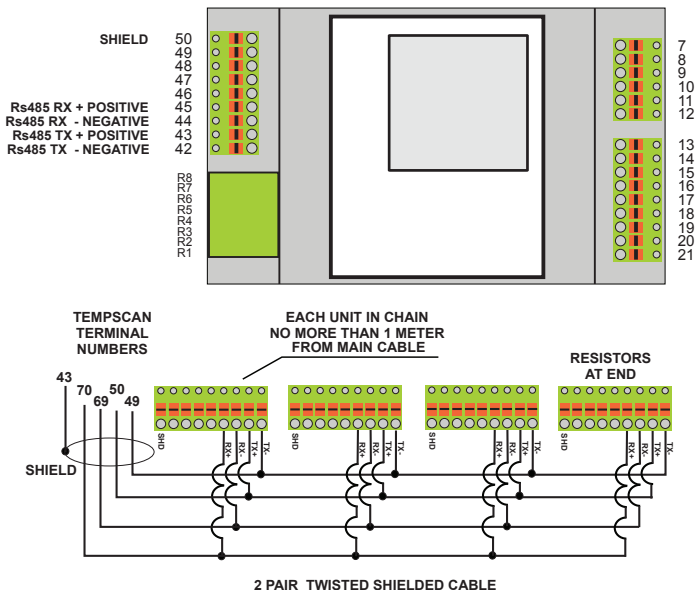 SHIELD 50
49
48
47
46
Rs485 RX + POSITIVE 45
Rs485 RX - NEGATIVE 44
Rs485 TX + POSITIVE 43
Rs485 TX - NEGATIVE 42
R8
R7
R6
R5
R4
R3
R2
R1
7
8
9
10
11
12
13
14
15
16
17
18
19
20
21
TEMPSCAN
TERMINAL
NUMBERS
EACH UNIT IN CHAIN
NO MORE THAN 1 METER
FROM MAIN CABLE
RESISTORS
AT END
43
70
69
50
49
SHIELD
SHD
RX+
RX-
TX+
TX-
SHD
RX+
RX-
TX+
TX-
SHD
RX+
RX-
TX+
TX-
SHD
RX+
RX-
TX+
TX-
2 PAIR TWISTED SHIELDED CABLE